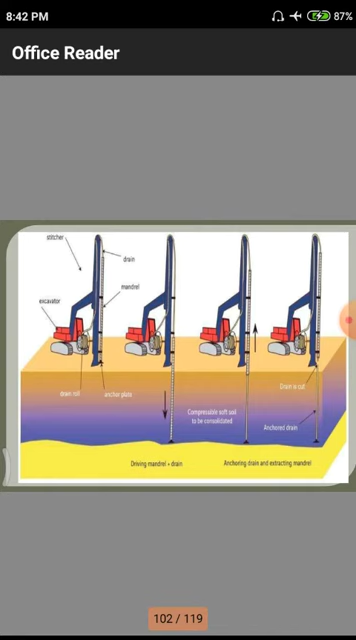 8:42 PM
87%
Office Reader
stitcher
drain
mandrel
excavator
drawn roll
anchor plate
Compressible soft soil
to be consolidated
Drain is cut
Anchored drain
Driving mandrel + drain
Anchoring drain and extracting mandrel
102 / 119